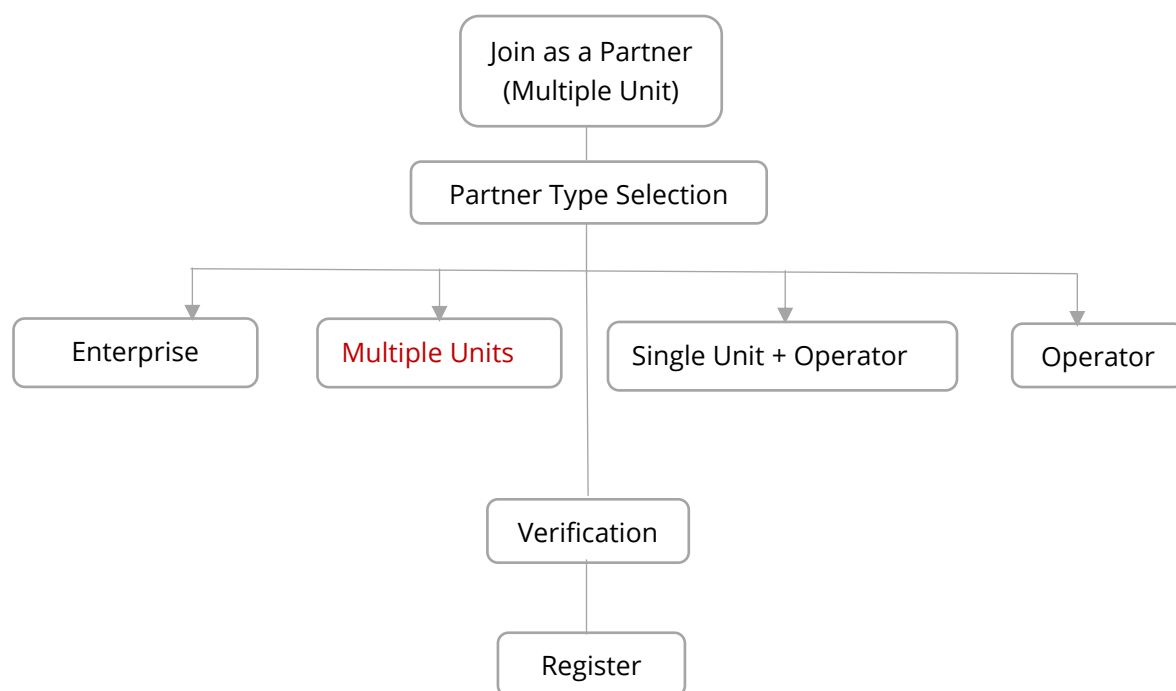 Join as a Partner
(Multiple Unit)
Partner Type Selection
Enterprise
Multiple Units
Single Unit + Operator
Operator
Verification
Register